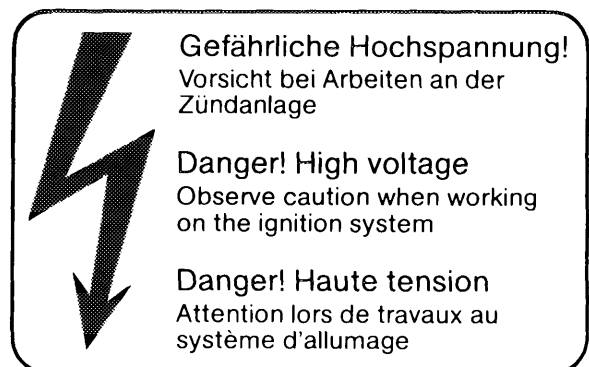 Gefährliche Hochspannung!
Vorsicht bei Arbeiten an der
Zündanlage
Danger! High voltage
Observe caution when working
on the ignition system
Danger! Haute tension
Attention lors de travaux au
système d'allumage